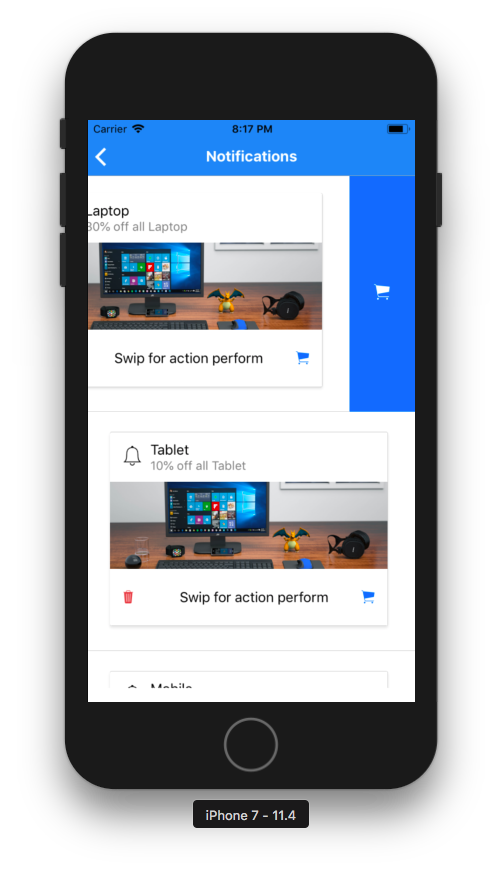 Carrier
8:17 PM
Notifications
Laptop
30% off all Laptop
Swip for action perform
Tablet
10% off all Tablet
Swip for action perform
Mobile
iPhone 7 - 11.4